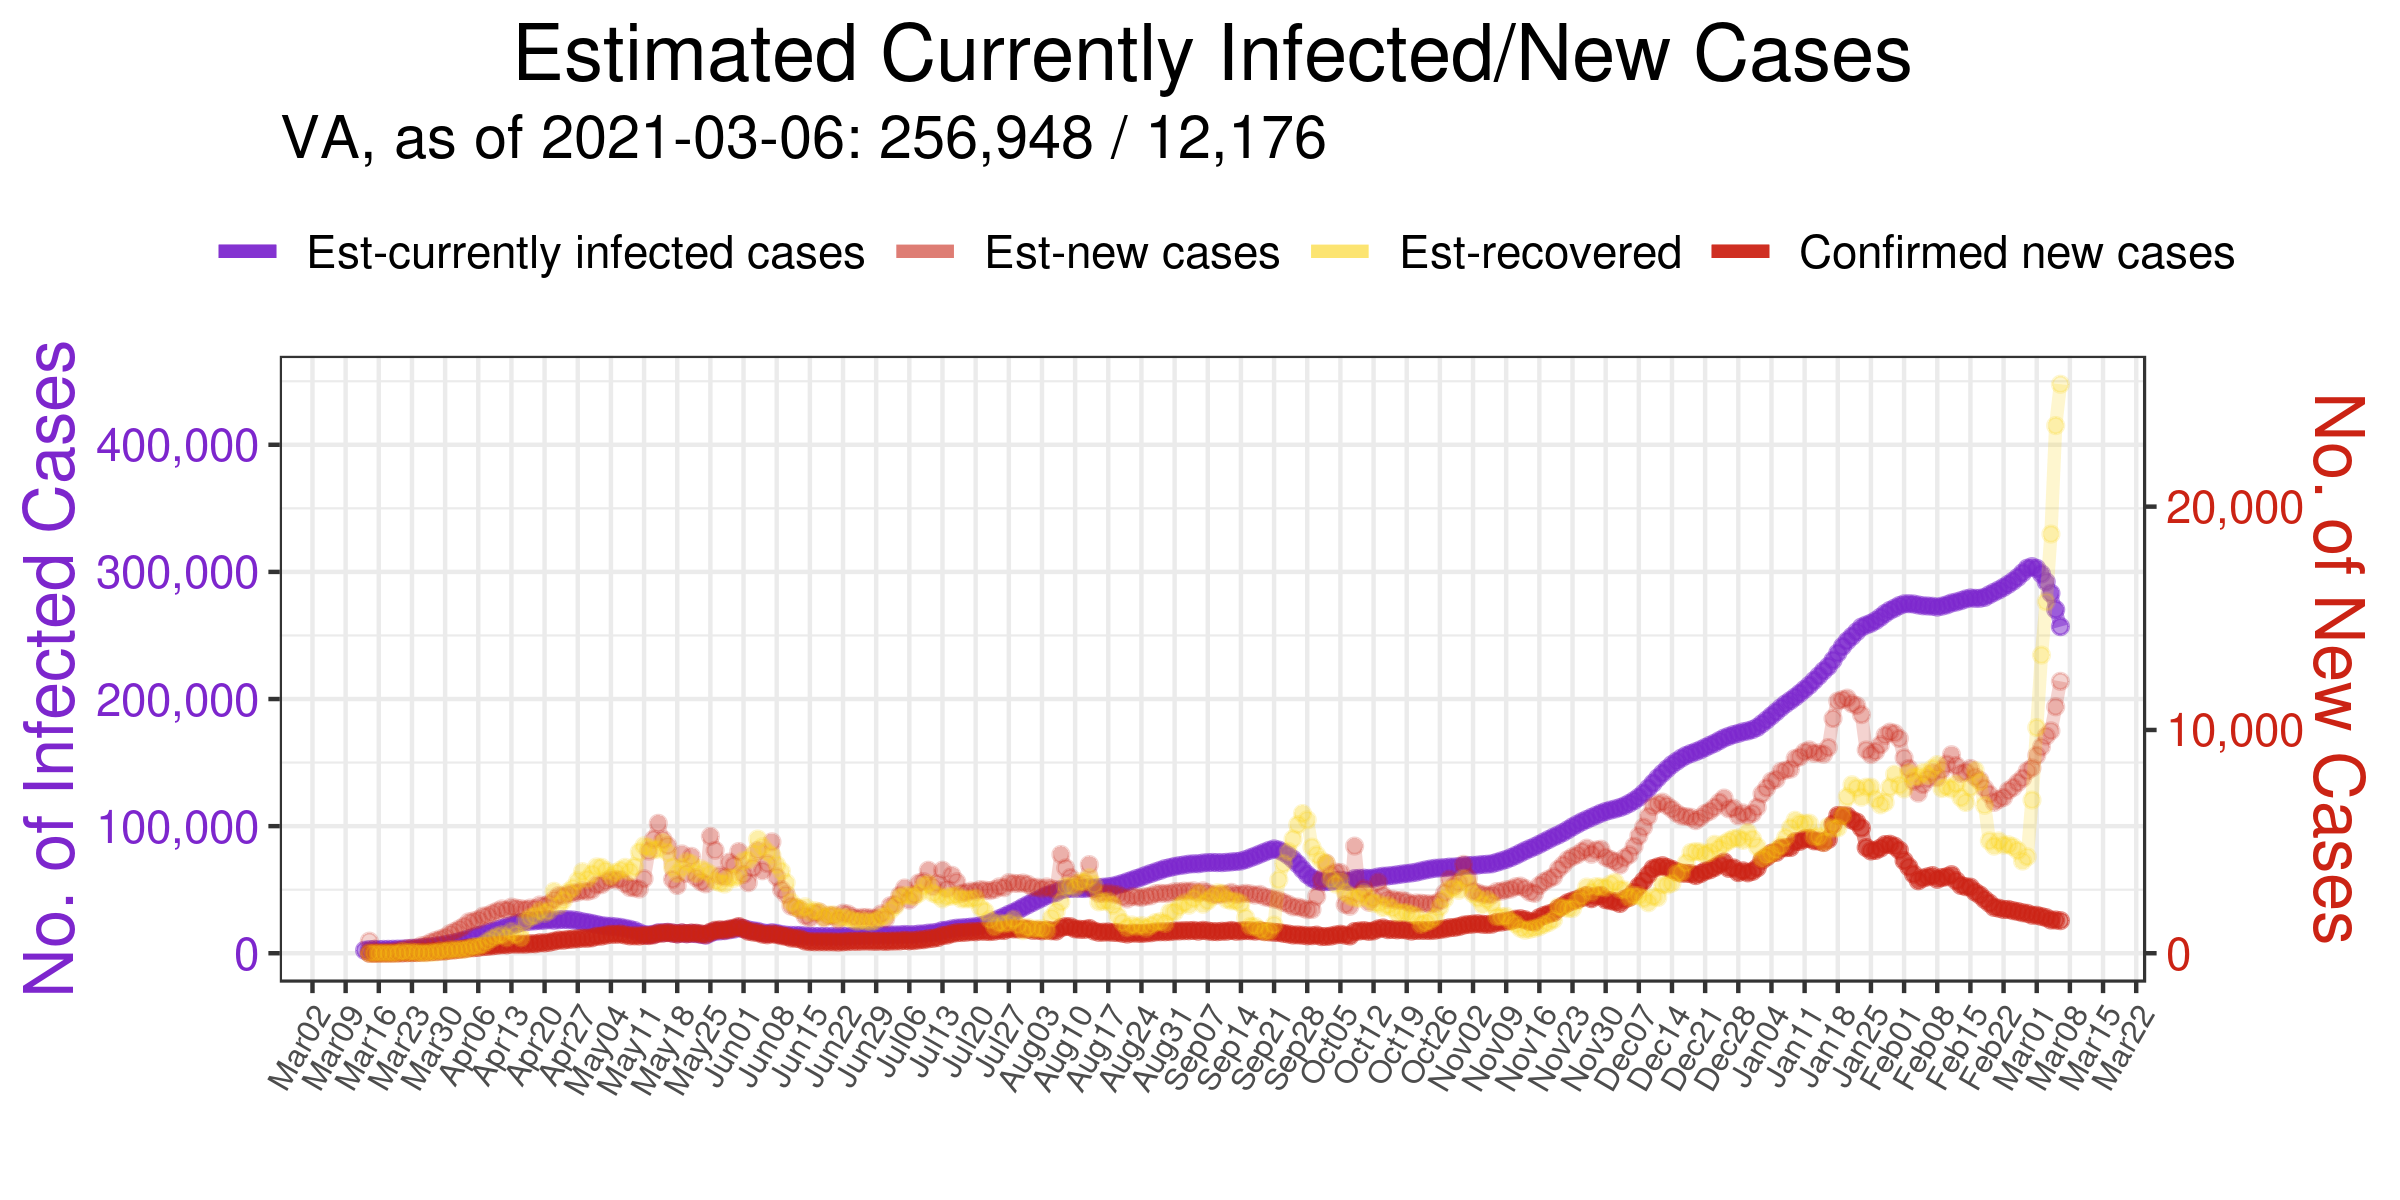 Estimated Currently Infected/New Cases
VA, as of 2021-03-06: 256,948 / 12,176
Est-currently infected cases Est-new cases Est-recovered Confirmed new cases
No. of Infected Cases
400,000
300,000
200,000
100,000
0
20,000
10,000
0
No. of New Cases
Mar02 Mar09 Mar16 Mar23 Mar30 Apr06 Apr13 Apr20 Apr27 May04 May11 May18 May25 Jun01 Jun08 Jun15 Jun22 Jun29 Jul06 Jul13 Jul20 Jul27 Aug03 Aug10 Aug17 Aug24 Aug31 Sep07 Sep14 Sep21 Sep28 Oct05 Oct12 Oct19 Oct26 Nov02 Nov09 Nov16 Nov23 Nov30 Dec07 Dec14 Dec21 Dec28 Jan04 Jan11 Jan18 Jan25 Feb01 Feb08 Feb15 Feb22 Mar01 Mar08 Mar15 Mar22